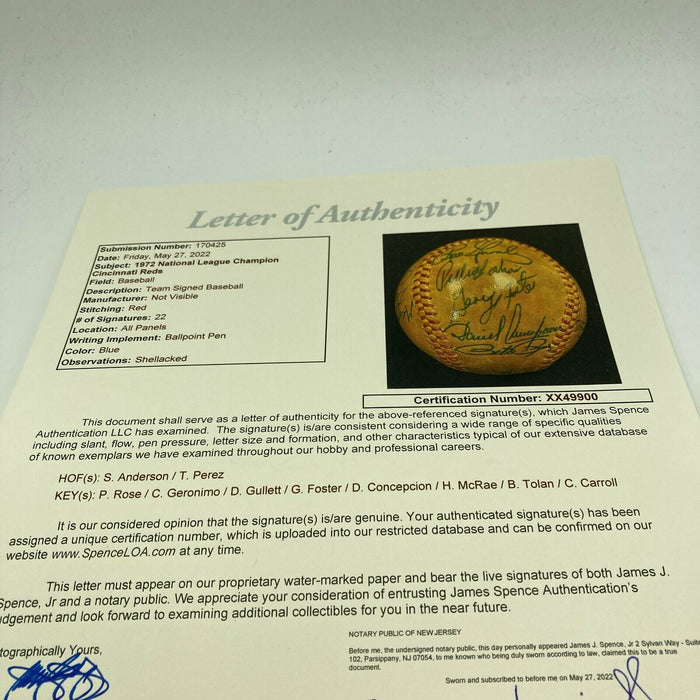 Letter of Authenticity
Submission Number: 170425
Date: Friday, May 27, 2022
Subject: 1972 National League Champion
Cincinnati Reds
Field: Baseball
Description: Team Signed Baseball
Manufacturer: Not Visible
Stitching: Red
# of Signatures: 22
Location: All Panels
Writing Implement: Ballpoint Pen
Color: Blue
Observations: Shellacked
Certification Number: XX49900
This document shall serve as a letter of authenticity for the above-referenced signature(s), which James Spence
Authentication LLC has examined. The signature(s) is/are consistent considering a wide range of specific qualities
including slant, flow, pen pressure, letter size and formation, and other characteristics typical of our extensive database
of known exemplars we have examined throughout our hobby and professional careers.
HOF(s): S. Anderson / T. Perez
KEY(s): P. Rose / C. Geronimo / D. Gullett / G. Foster / D. Concepcion / H. McRae / B. Tolan / C. Carroll
It is our considered opinion that the signature(s) is/are genuine. Your authenticated signature(s) has been
assigned a unique certification number, which is uploaded into our restricted database and can be confirmed on our
website www.SpenceLOA.com at any time.
This letter must appear on our proprietary water-marked paper and bear the live signatures of both James J.
Spence, Jr and a notary public. We appreciate your consideration of entrusting James Spence Authentication's
udgement and look forward to examining additional collectibles for you in the near future.
tographically Yours,
NOTARY PUBLIC OF NEW JERSEY
Before me, the undersigned notary public, this day personally appeared James J. Spence, Jr 2 Sylvan Way - Suite
102, Parsippany, NJ 07054, to me known who being duly sworn according to law, claimed this to be a true
document.
Sworn and subscribed to before me on May 27, 2022